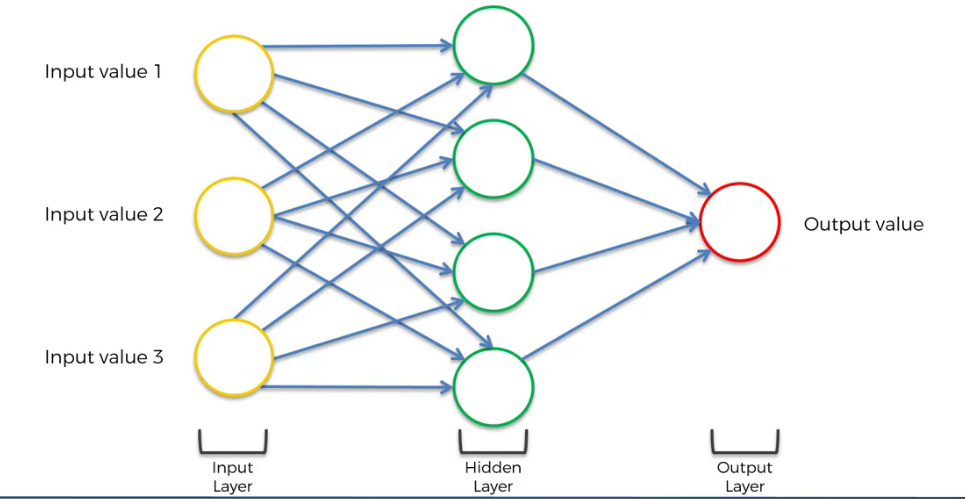 Input value 1
Input value 2
Output value
Input value 3
Input
Layer
Hidden
Layer
Output
Layer